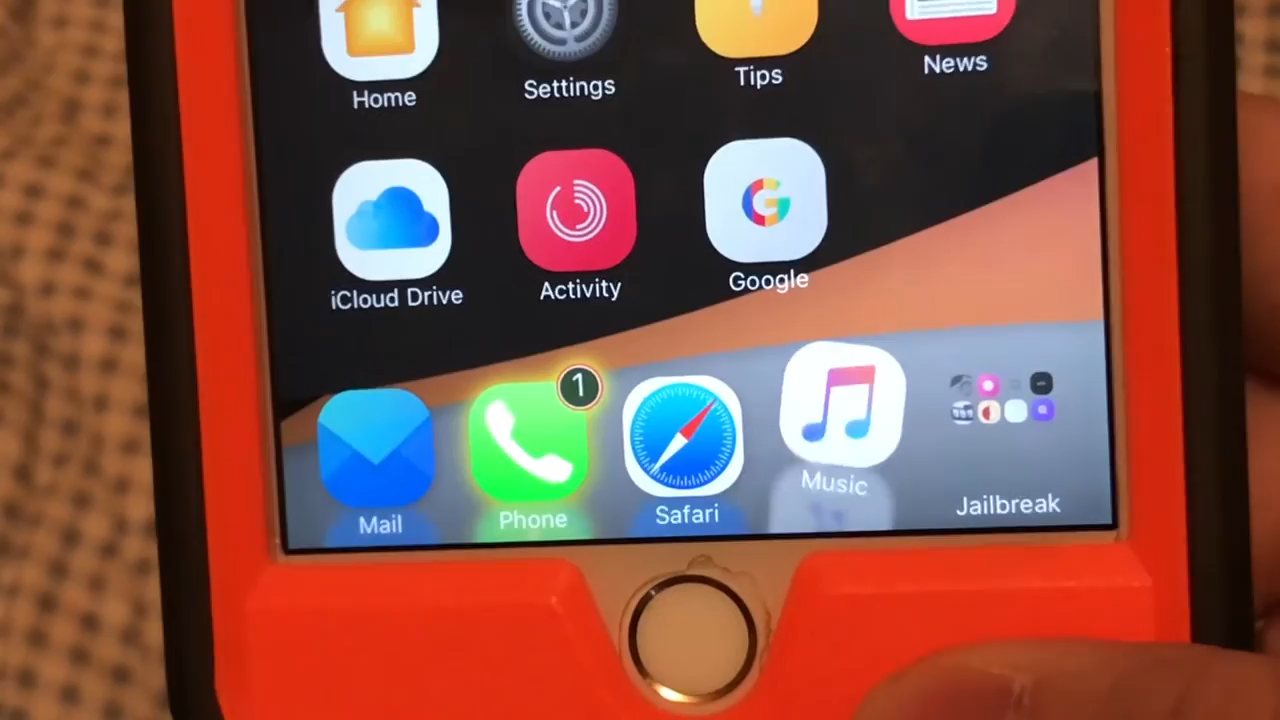 Home
Settings
Tips
News
iCloud Drive
Activity
G
Google
1
Mail
Phone
Safari
Music
Jailbreak